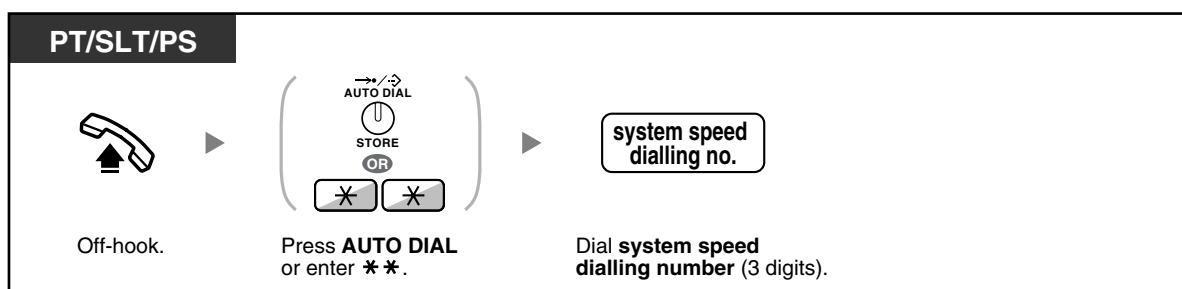 PT/SLT/PS
AUTO DIAL
STORE
OR
* *
system speed
dialling no.
Off-hook.
Press AUTO DIAL
or enter **.
Dial system speed
dialling number (3 digits).